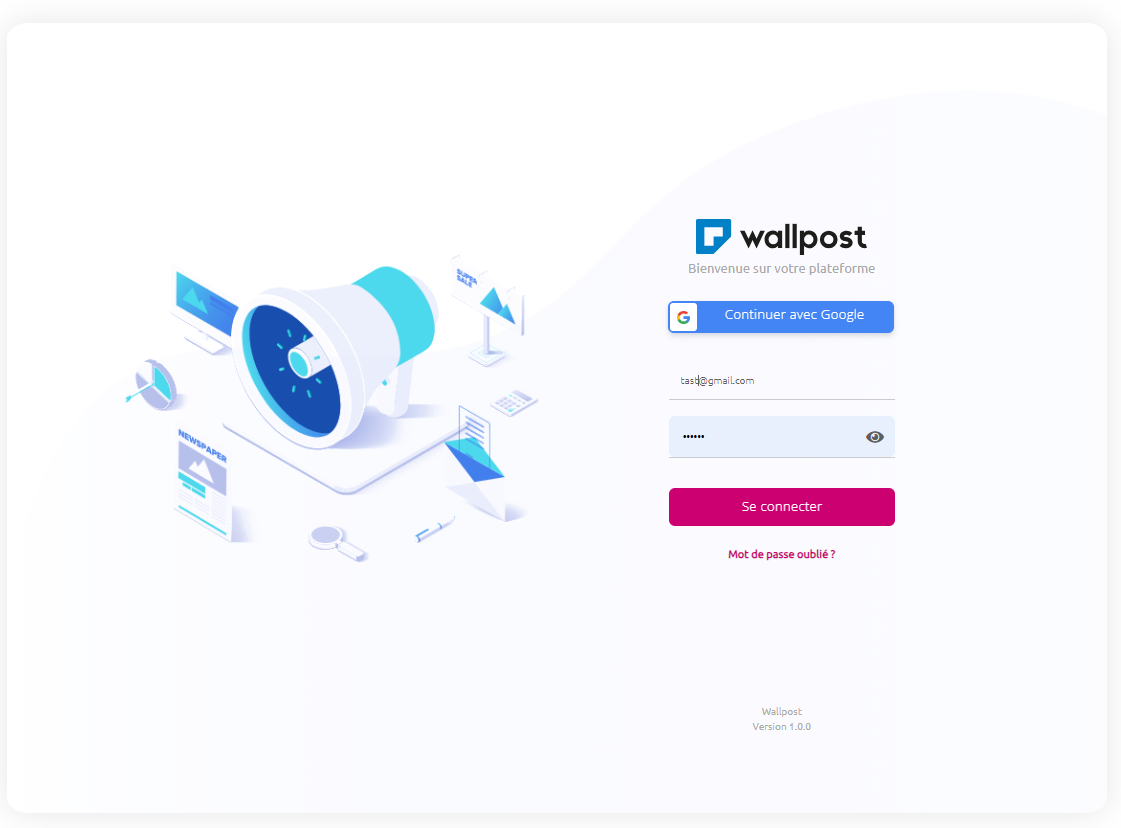 wallpost
Bienvenue sur votre plateforme
Continuer avec Google
tast@gmail.com
••••••
Se connecter
Mot de passe oublié ?
SUPER
SALE
NEWSPAPER
Wallpost
Version 1.0.0